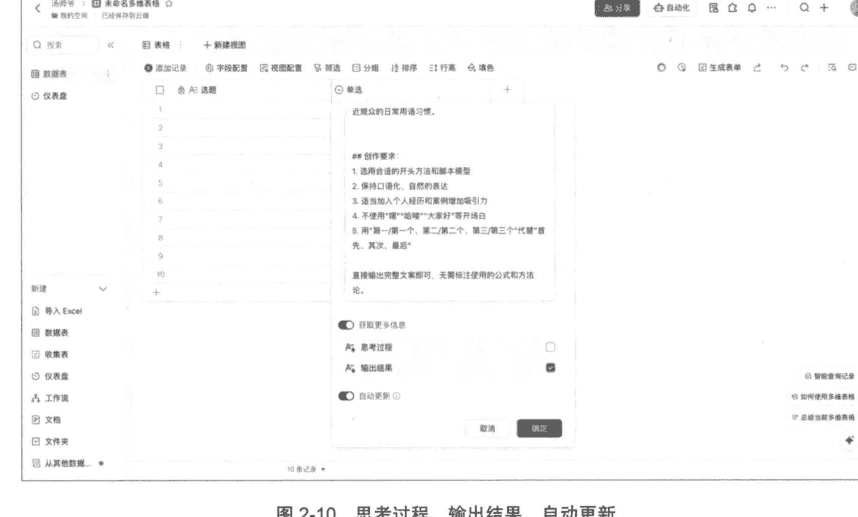 汤师爷 > 未命名多维表格
我的空间 已经保存到云端
分享 自动化
搜索
表格 + 新建视图
数据表
仪表盘
添加记录 字段配置 视图配置 筛选 分组 排序 行高 填色 生成表单
选题 单选 +
1
2
3
4
5
6
7
8
9
10
+
近观众的日常用语习惯。
## 创作要求：
1. 选用合适的开头方法和脚本模型
2. 保持口语化、自然的表达
3. 适当加入个人经历和案例增加吸引力
4. 不使用"嘿""哈喽""大家好"等开场白
5. 用"第一/第一个、第二/第二个、第三/第三个"代替"首
先、其次、最后"
直接输出完整文案即可，无需标注使用的公式和方法
论。
获取更多信息
思考过程
输出结果
自动更新
取消 确定
新建
导入 Excel
数据表
收集表
仪表盘
工作流
文档
文件夹
从其他数据...
10 条记录
智能查询记录
如何使用多维表格
总结当前多维表格
图 2-10 思考过程、输出结果、自动更新